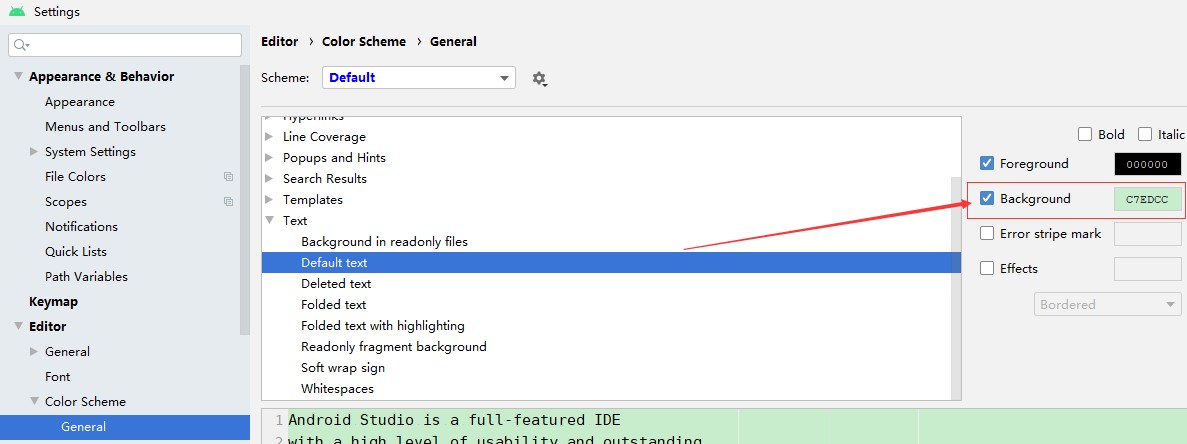 Settings
Appearance & Behavior
Appearance
Menus and Toolbars
System Settings
File Colors
Scopes
Notifications
Quick Lists
Path Variables
Keymap
Editor
General
Font
Color Scheme
General
Editor › Color Scheme › General
Scheme: Default
Hyperlinks
Line Coverage
Popups and Hints
Search Results
Templates
Text
Background in readonly files
Default text
Deleted text
Folded text
Folded text with highlighting
Readonly fragment background
Soft wrap sign
Whitespaces
Bold Italic
Foreground 000000
Background C7EDCC
Error stripe mark
Effects
Bordered
1 Android Studio is a full-featured IDE
2 with a high level of usability and outstanding